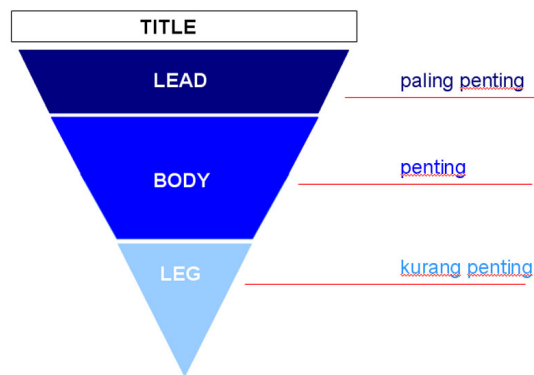 TITLE
LEAD
paling penting
BODY
penting
LEG
kurang penting